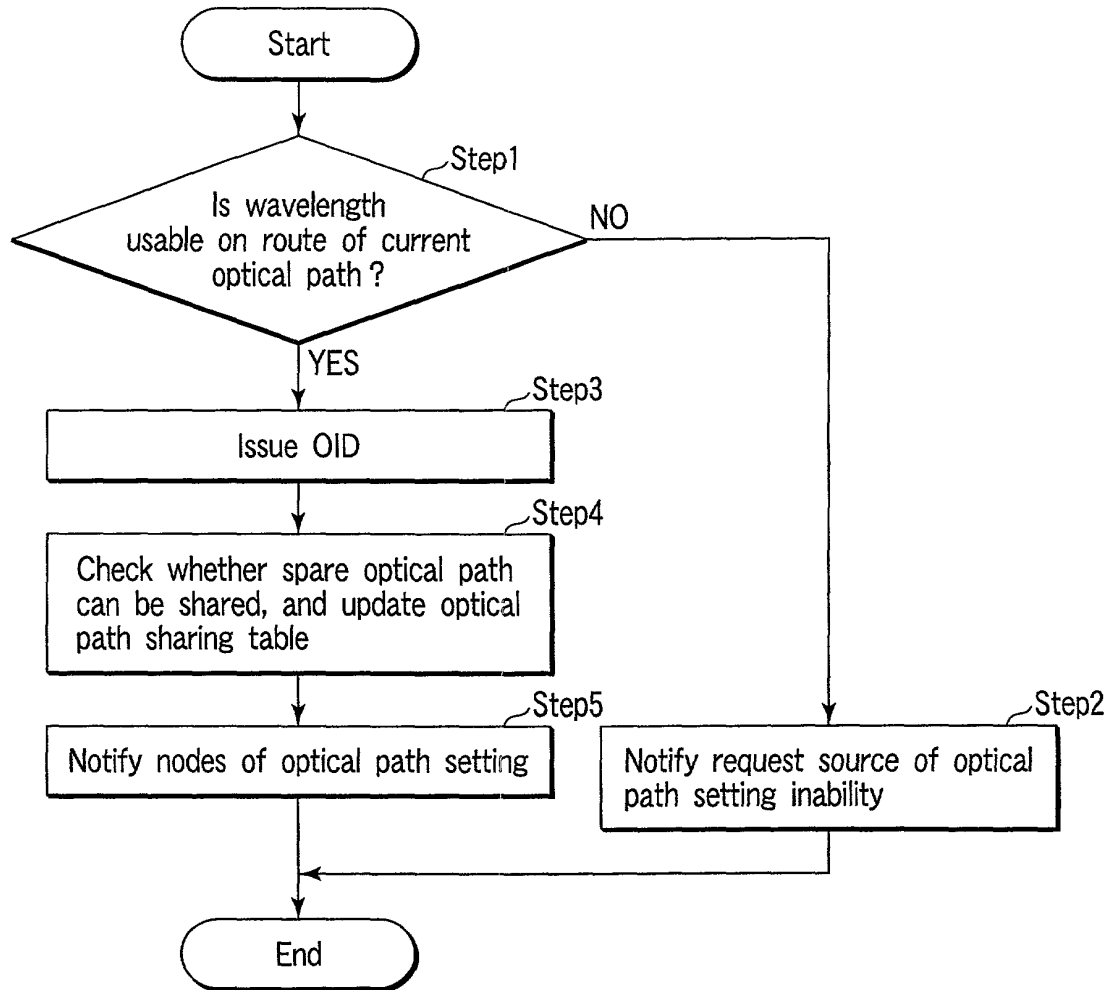 Start
Step1
Is wavelength
usable on route of current
optical path ?
NO
YES
Step3
Issue OID
Step4
Check whether spare optical path
can be shared, and update optical
path sharing table
Step5
Notify nodes of optical path setting
Step2
Notify request source of optical
path setting inability
End